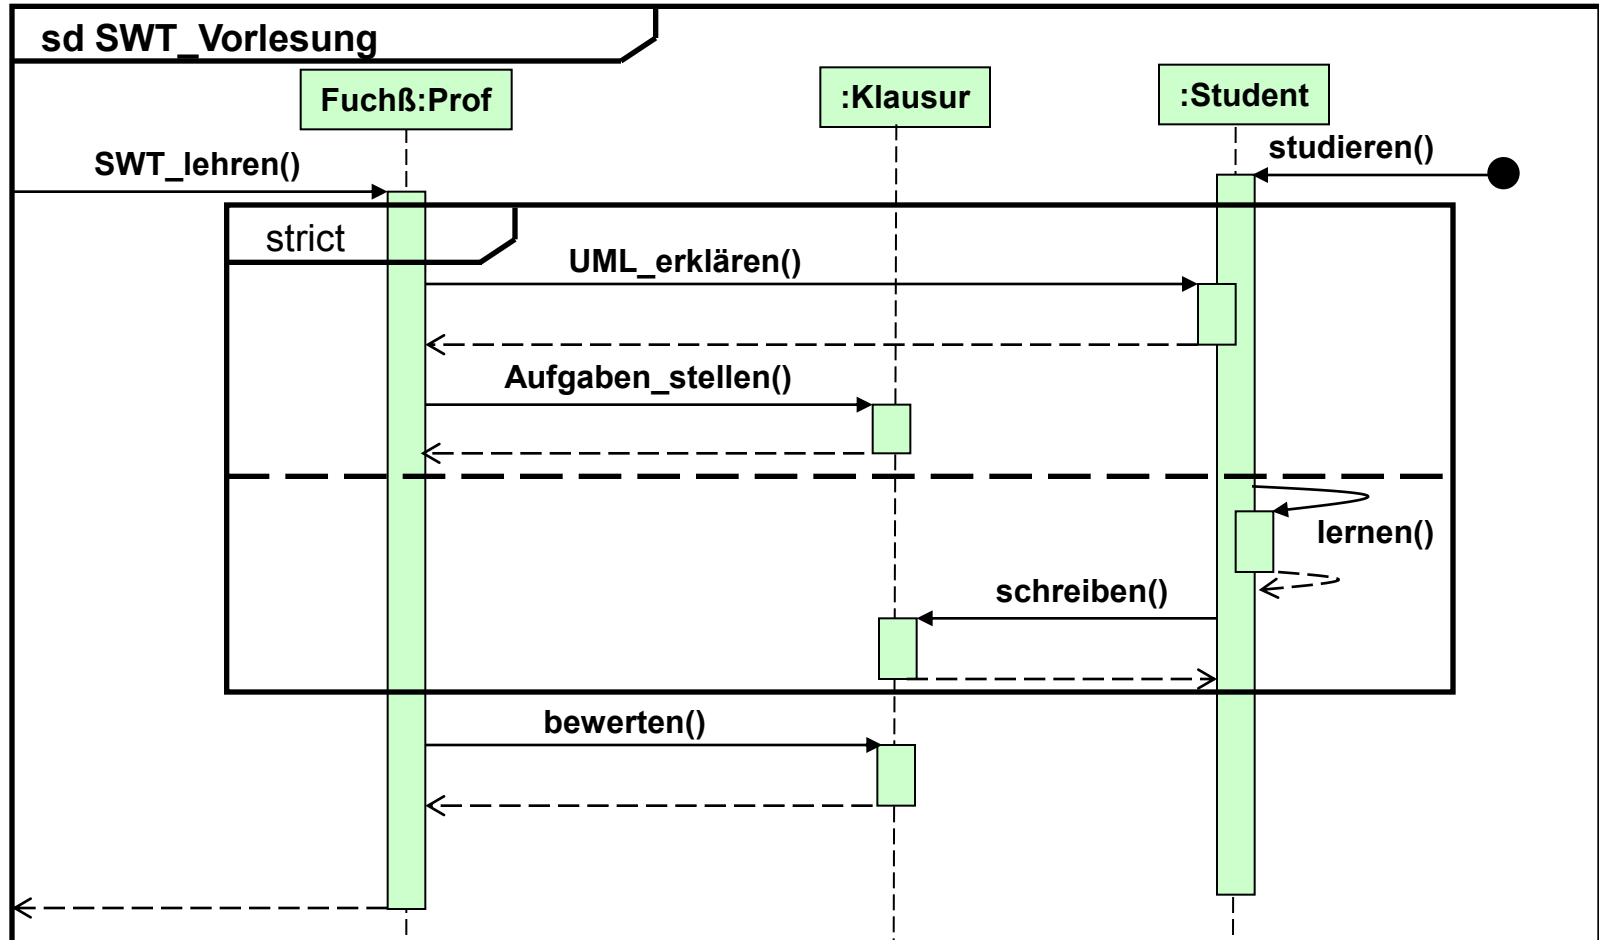 sd SWT_Vorlesung
Fuchß:Prof
:Klausur
:Student
studieren()
SWT_lehren()
strict
UML_erklären()
Aufgaben_stellen()
lernen()
schreiben()
bewerten()